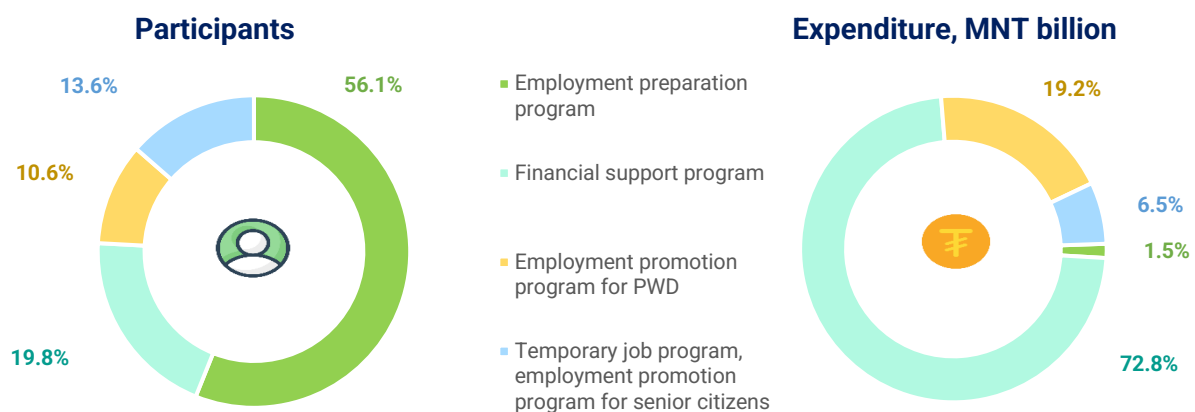 Participants
13.6%
56.1%
10.6%
19.8%
Employment preparation
program
Financial support program
Employment promotion
program for PWD
Temporary job program,
employment promotion
program for senior citizens
Expenditure, MNT billion
19.2%
6.5%
1.5%
72.8%
₮